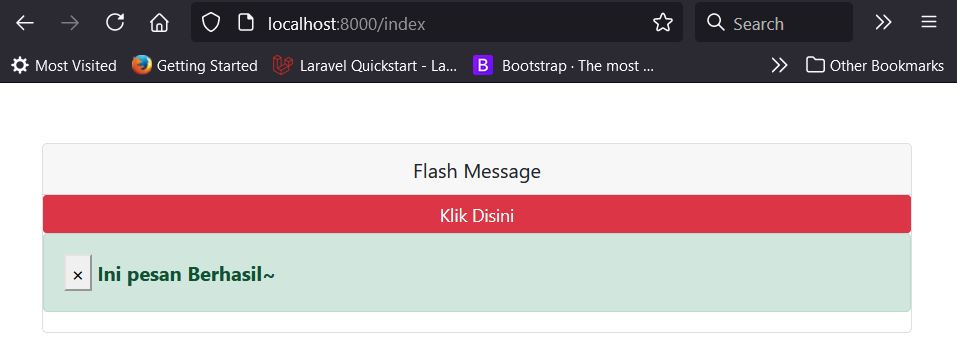 localhost:8000/index
Search
Most Visited
Getting Started
Laravel Quickstart - La...
B
Bootstrap · The most ...
Other Bookmarks
Flash Message
Klik Disini
× Ini pesan Berhasil~